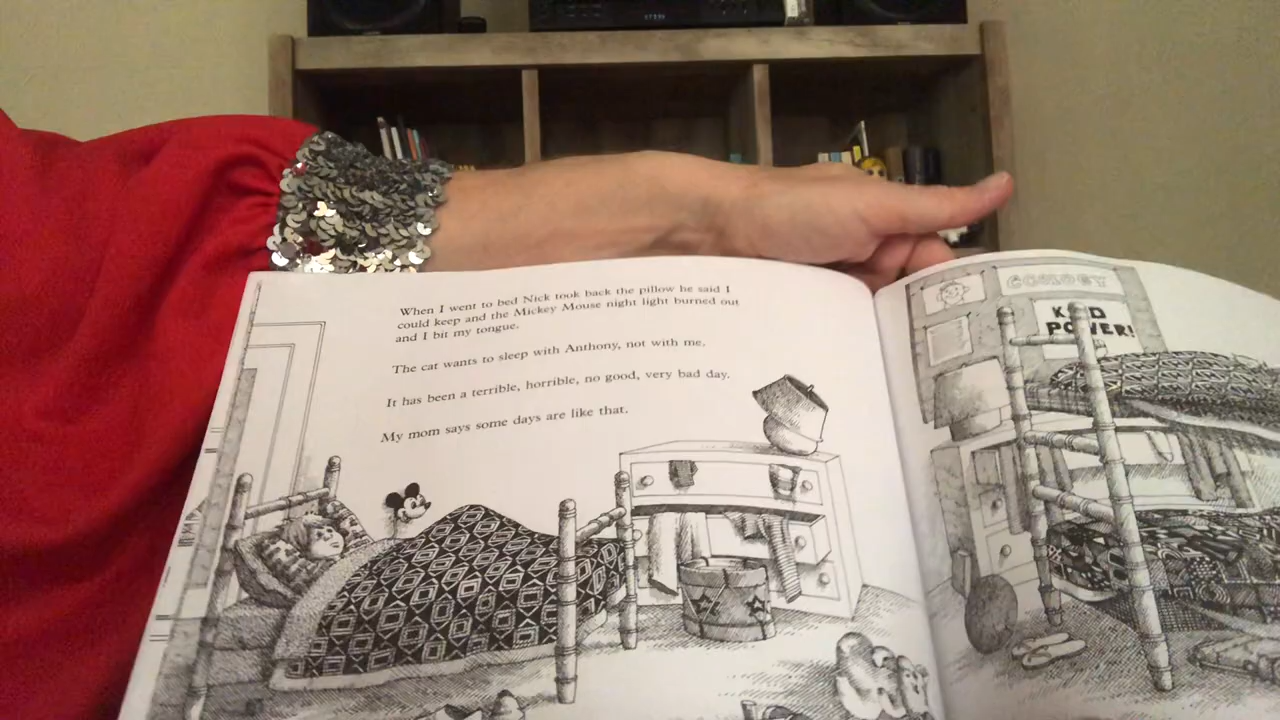 When I went to bed Nick took back the pillow he said I
could keep and the Mickey Mouse night light burned out
and I bit my tongue.
The cat wants to sleep with Anthony, not with me.
It has been a terrible, horrible, no good, very bad day.
My mom says some days are like that.
ECOLOGY
KID
POWER!